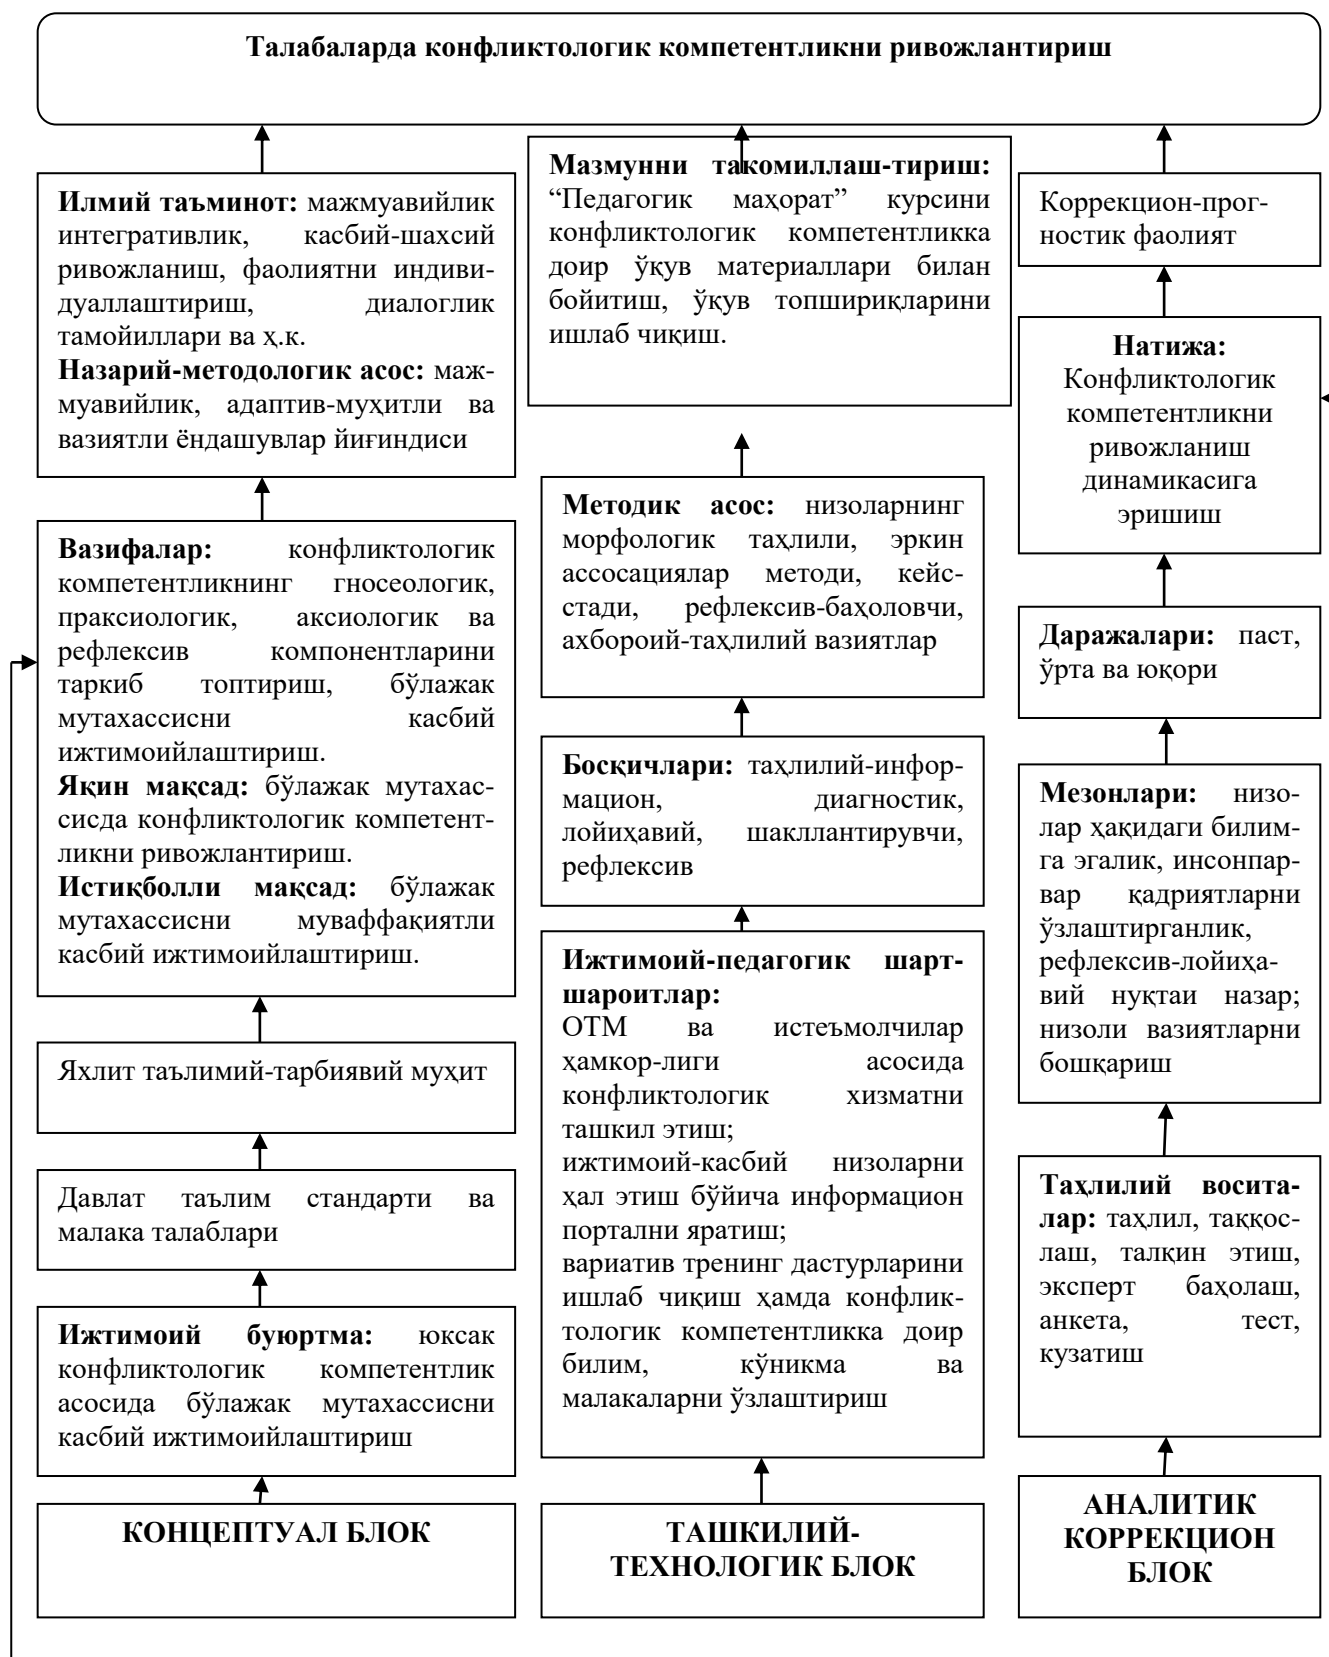 Талабаларда конфликтологик компетентликни ривожлантириш
Илмий таъминот: мажмуавийлик
интегративлик, касбий-шахсий
ривожланиш, фаолиятни индиви-
дуаллаштириш, диалоглик
тамойиллари ва ҳ.к.
Назарий-методологик асос: маж-
муавийлик, адаптив-муҳитли ва
вазиятли ёндашувлар йиғиндиси
Вазифалар: конфликтологик
компетентликнинг гносеологик,
праксиологик, аксиологик ва
рефлексив компонентларини
таркиб топтириш, бўлажак
мутахассисни касбий
ижтимоийлаштириш.
Яқин мақсад: бўлажак мутахас-
сисда конфликтологик компетент-
ликни ривожлантириш.
Истиқболли мақсад: бўлажак
мутахассисни муваффақиятли
касбий ижтимоийлаштириш.
Яхлит таълимий-тарбиявий муҳит
Давлат таълим стандарти ва
малака талаблари
Ижтимоий буюртма: юксак
конфликтологик компетентлик
асосида бўлажак мутахассисни
касбий ижтимоийлаштириш
КОНЦЕПТУАЛ БЛОК
Мазмунни такомиллаш-тириш:
“Педагогик маҳорат” курсини
конфликтологик компетентликка
доир ўқув материаллари билан
бойитиш, ўқув топшириқларини
ишлаб чиқиш.
Методик асос: низоларнинг
морфологик таҳлили, эркин
ассосациялар методи, кейс-
стади, рефлексив-баҳоловчи,
ахбороий-таҳлилий вазиятлар
Босқичлари: таҳлилий-инфор-
мацион, диагностик,
лойиҳавий, шакллантирувчи,
рефлексив
Ижтимоий-педагогик шарт-
шароитлар:
ОТМ ва истеъмолчилар
ҳамкор-лиги асосида
конфликтологик хизматни
ташкил этиш;
ижтимоий-касбий низоларни
ҳал этиш бўйича информацион
портални яратиш;
вариатив тренинг дастурларини
ишлаб чиқиш ҳамда конфлик-
тологик компетентликка доир
билим, кўникма ва
малакаларни ўзлаштириш
ТАШКИЛИЙ-
ТЕХНОЛОГИК БЛОК
Коррекцион-прог-
ностик фаолият
Натижа:
Конфликтологик
компетентликни
ривожланиш
динамикасига
эришиш
Даражалари: паст,
ўрта ва юқори
Мезонлари: низо-
лар ҳақидаги билим-
га эгалик, инсонпар-
вар қадриятларни
ўзлаштирганлик,
рефлексив-лойиҳа-
вий нуқтаи назар;
низоли вазиятларни
бошқариш
Таҳлилий восита-
лар: таҳлил, таққос-
лаш, талқин этиш,
эксперт баҳолаш,
анкета, тест,
кузатиш
АНАЛИТИК
КОРРЕКЦИОН
БЛОК